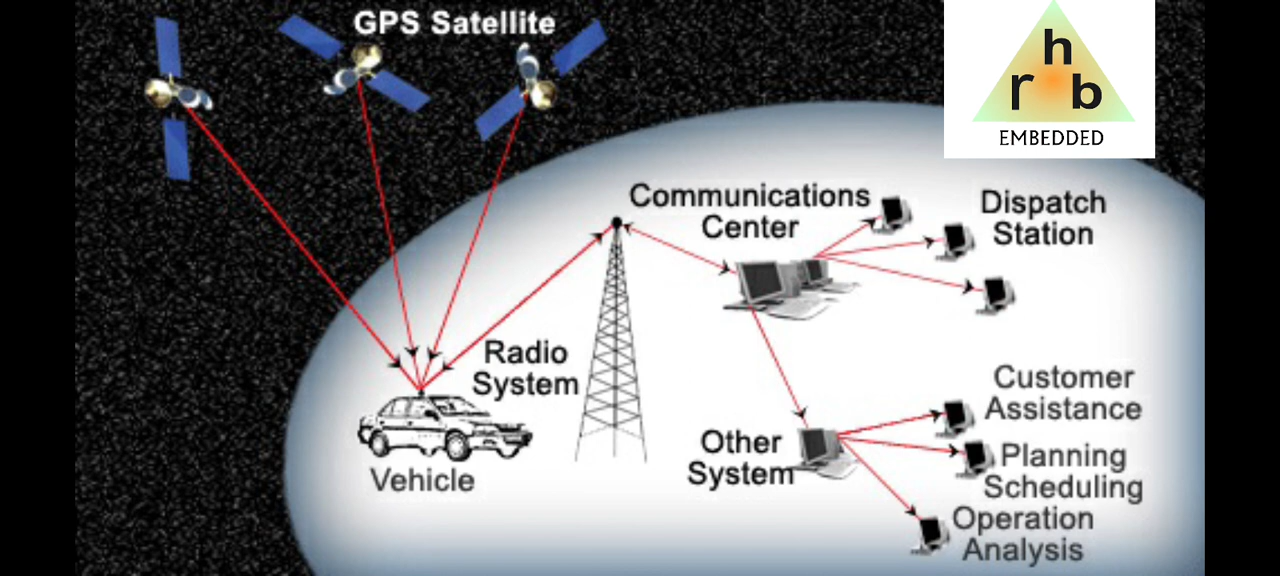 GPS Satellite
h
r b
EMBEDDED
Communications
Center
Dispatch
Station
Radio
System
Vehicle
Customer
Assistance
Other
System
Planning
Scheduling
Operation
Analysis